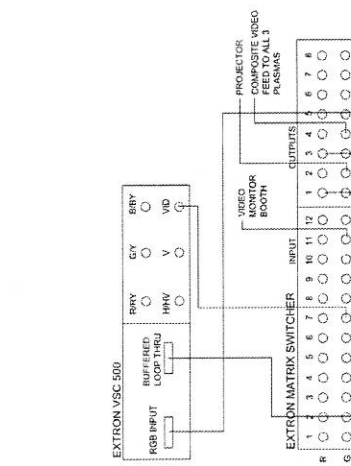 EXTRON VSC 500
RGB INPUT
BUFFERED
LOOP THRU
R/RY
G/Y
B/BY
H/HV
V
VID
PROJECTOR
COMPOSITE VIDEO
FEED TO ALL 3
PLASMAS
VIDEO
MONITOR
BOOTH
EXTRON MATRIX SWITCHER
INPUT
OUTPUTS
1 2 3 4 5 6 7 8 9 10 11 12 1 2 3 4 5 6 7 8
R
G